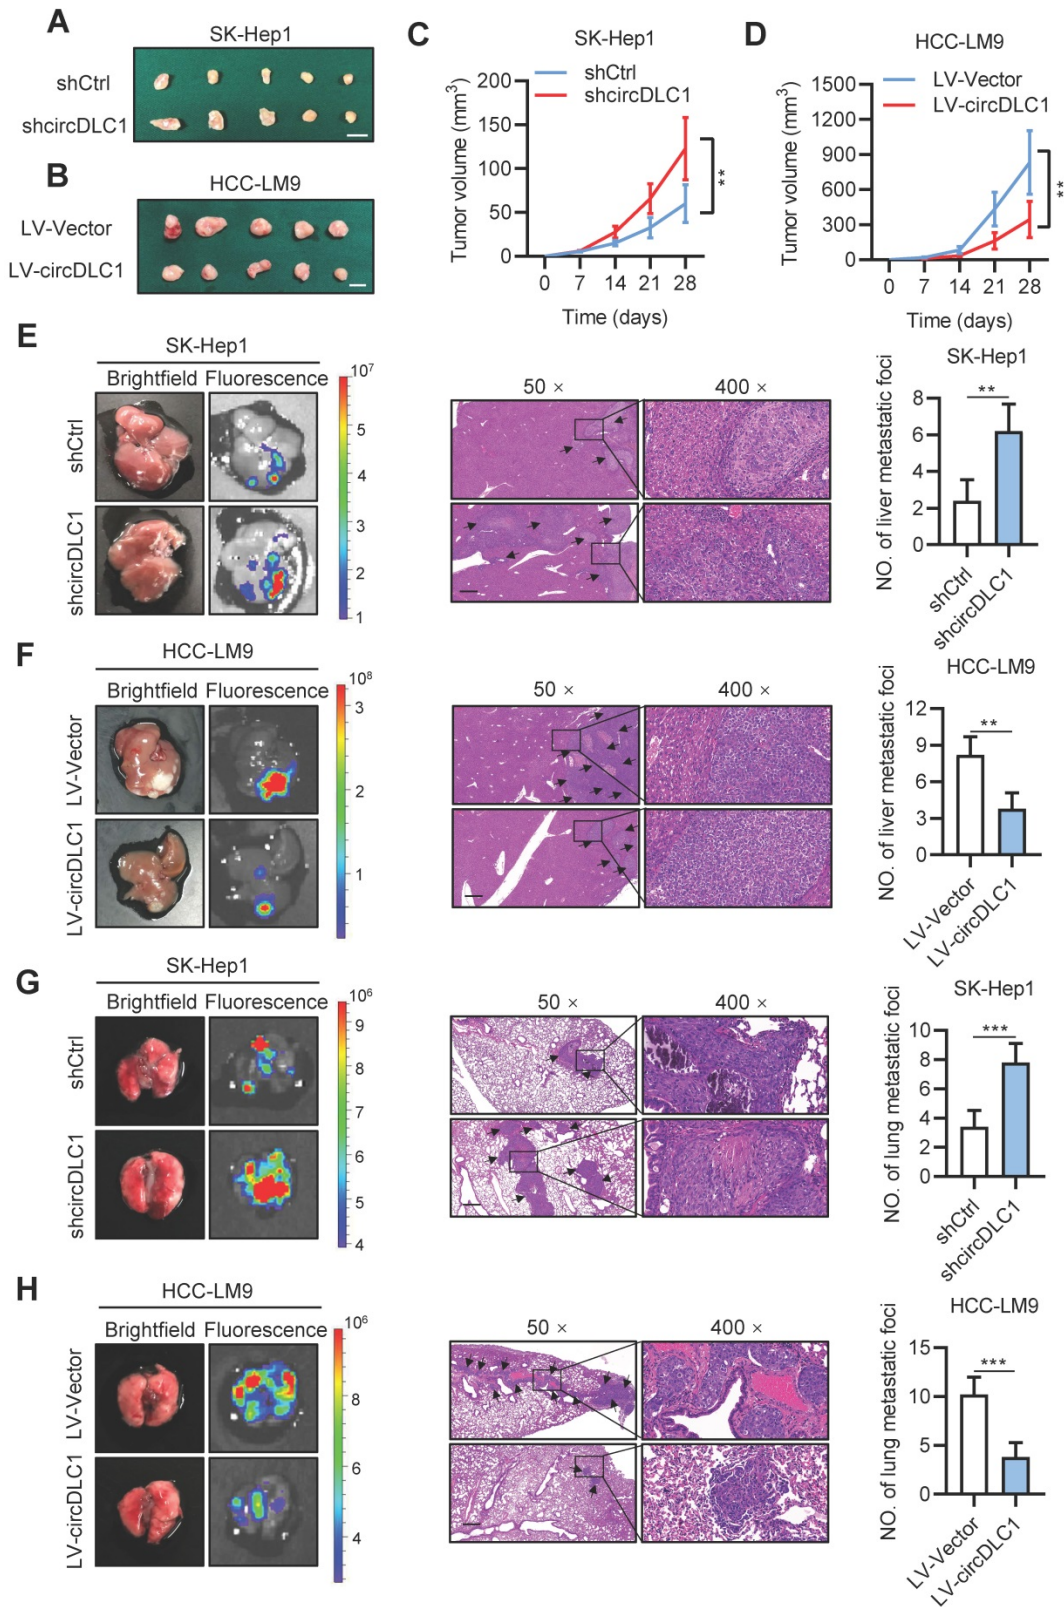 A
SK-Hep1
shCtrl
shcircDLC1
B
HCC-LM9
LV-Vector
LV-circDLC1
C
SK-Hep1
shCtrl
shcircDLC1
Tumor volume (mm³)
200
150
100
50
0
0 7 14 21 28
Time (days)
**
D
HCC-LM9
LV-Vector
LV-circDLC1
Tumor volume (mm³)
1500
1200
900
600
300
0
0 7 14 21 28
Time (days)
**
E
SK-Hep1
Brightfield Fluorescence
shCtrl
shcircDLC1
10⁷
5
4
3
2
1
50 × 400 ×
SK-Hep1
NO. of liver metastatic foci
8
6
4
2
0
**
shCtrl
shcircDLC1
F
HCC-LM9
Brightfield Fluorescence
LV-Vector
LV-circDLC1
10⁸
3
2
1
50 × 400 ×
HCC-LM9
NO. of liver metastatic foci
12
9
6
3
0
**
LV-Vector
LV-circDLC1
G
SK-Hep1
Brightfield Fluorescence
shCtrl
shcircDLC1
10⁶
9
8
7
6
5
4
50 × 400 ×
SK-Hep1
NO. of lung metastatic foci
10
8
6
4
2
0
***
shCtrl
shcircDLC1
H
HCC-LM9
Brightfield Fluorescence
LV-Vector
LV-circDLC1
10⁶
8
6
4
50 × 400 ×
HCC-LM9
NO. of lung metastatic foci
15
10
5
0
***
LV-Vector
LV-circDLC1